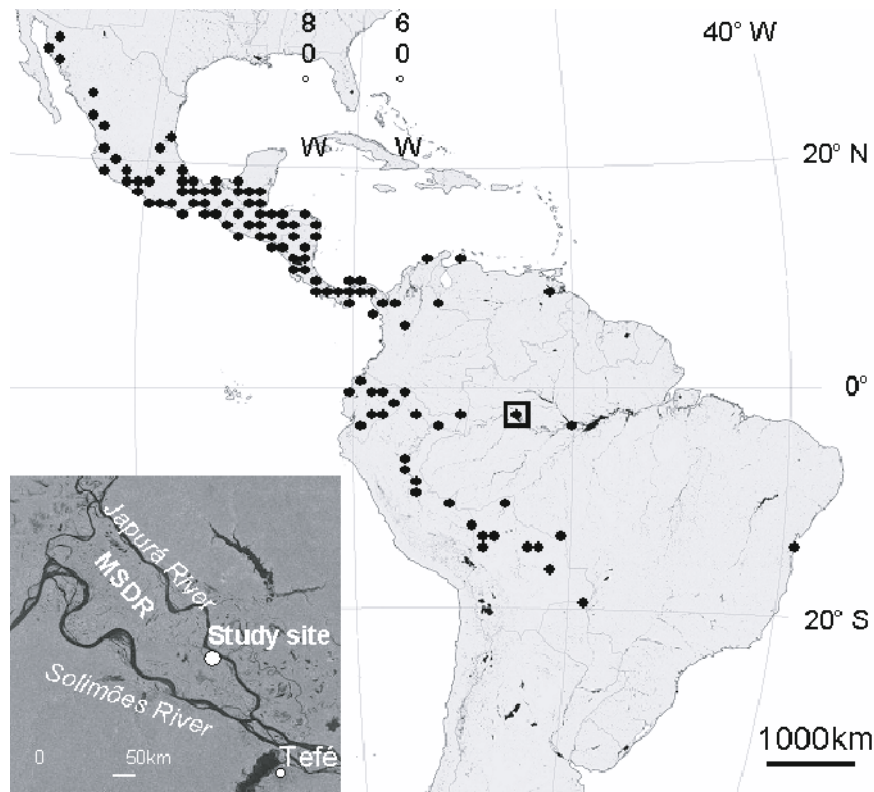 8
0
°
W
6
0
°
W
40° W
20° N
0°
20° S
1000km
Japurá River
MSDR
Study site
Solimões River
0 50km
Tefé